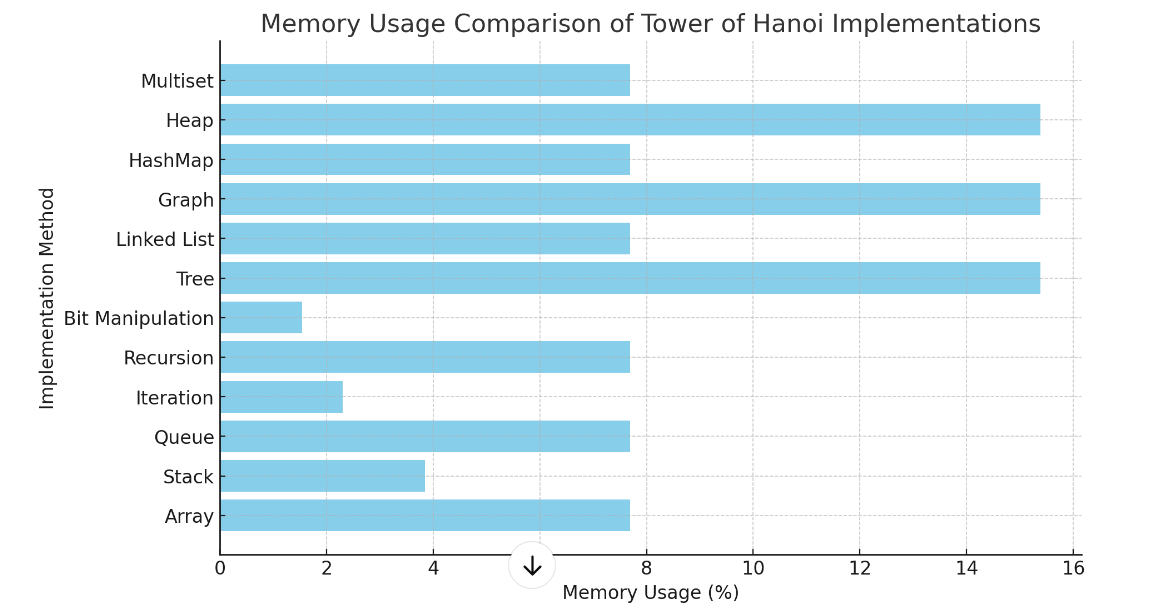 Memory Usage Comparison of Tower of Hanoi Implementations
Implementation Method
Multiset
Heap
HashMap
Graph
Linked List
Tree
Bit Manipulation
Recursion
Iteration
Queue
Stack
Array
0 2 4 8 10 12 14 16
Memory Usage (%)